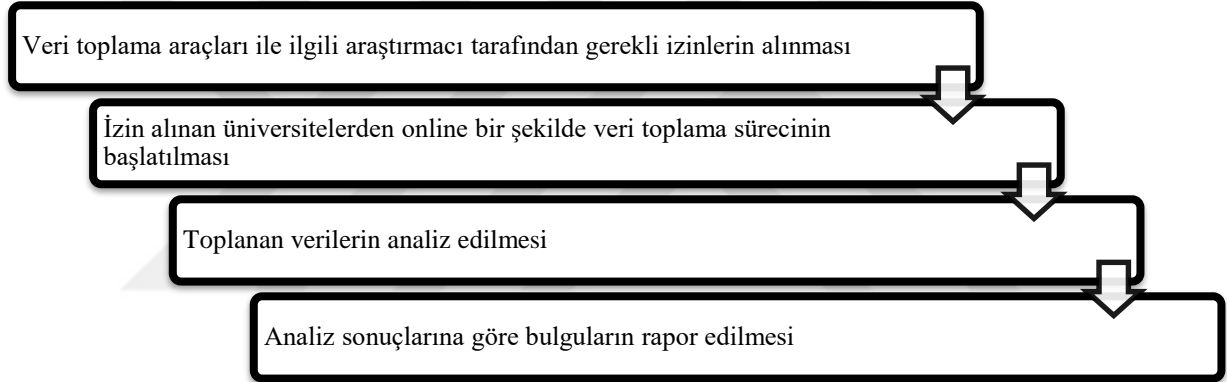 Veri toplama araçları ile ilgili araştırmacı tarafından gerekli izinlerin alınması
İzin alınan üniversitelerden online bir şekilde veri toplama sürecinin
başlatılması
Toplanan verilerin analiz edilmesi
Analiz sonuçlarına göre bulguların rapor edilmesi